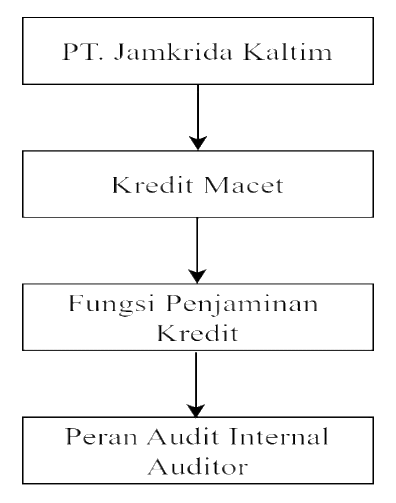 PT. Jamkrida Kaltim
Kredit Macet
Fungsi Penjaminan
Kredit
Peran Audit Internal
Auditor